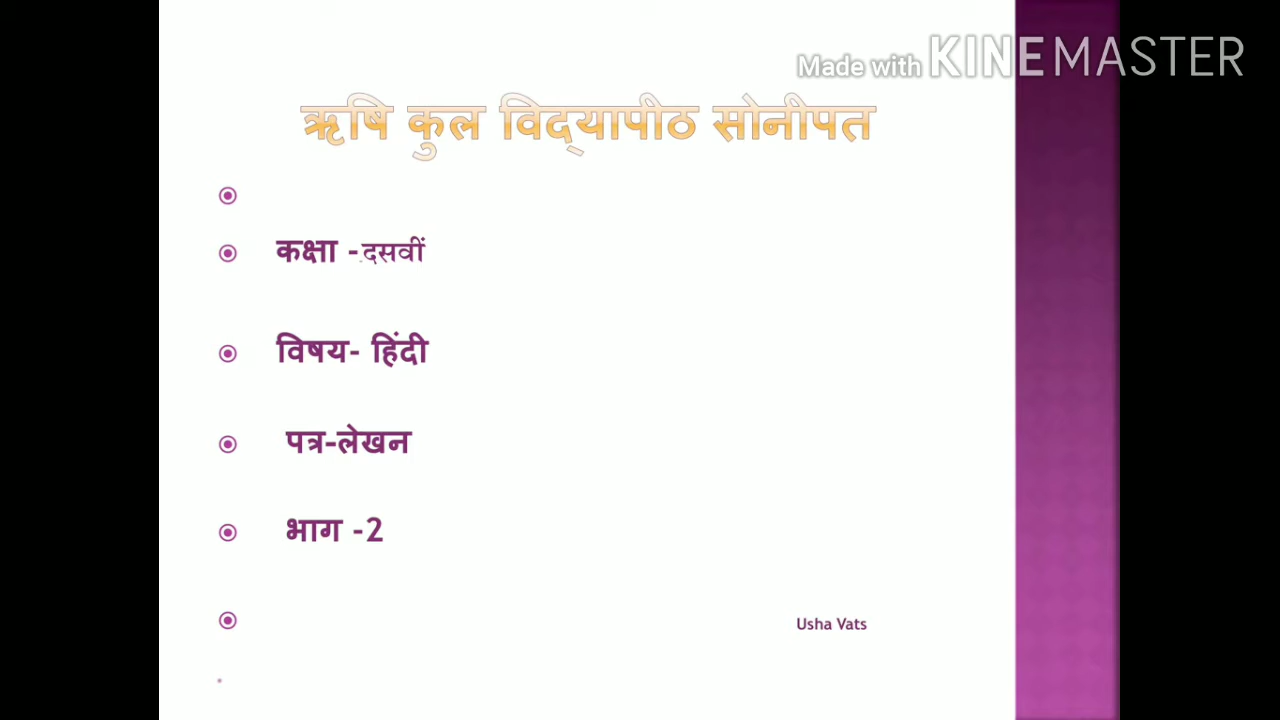 Made with KINEMASTER
ऋषि कुल विद्‌यापीठ सोनीपत
कक्षा -दसवीं
विषय- हिंदी
पत्र-लेखन
भाग -2
Usha Vats